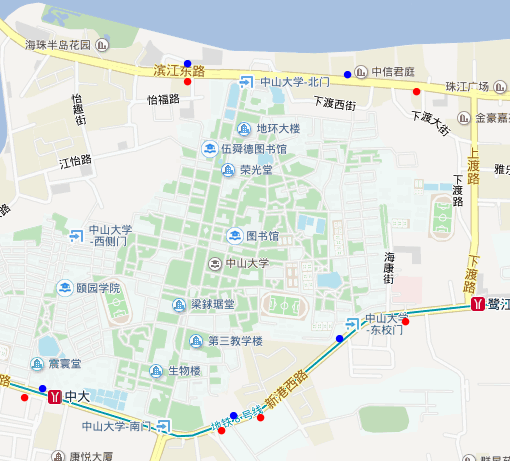 海珠半岛花园
滨江东路
中信君庭
中山大学-北门
珠江广场
怡趣街
怡福路
下渡西街
下渡大街
金豪嘉
地环大楼
伍舜德图书馆
江怡路
荣光堂
上渡路
下渡路
雅乐
路
中山大学
-西侧门
图书馆
中山大学
海康街
下渡路
颐园学院
梁銶琚堂
鹭江
中山大学
-东校门
第三教学楼
震寰堂
生物楼
新港西路
路
中大
地铁8号线
中山大学-南门
康悦大厦